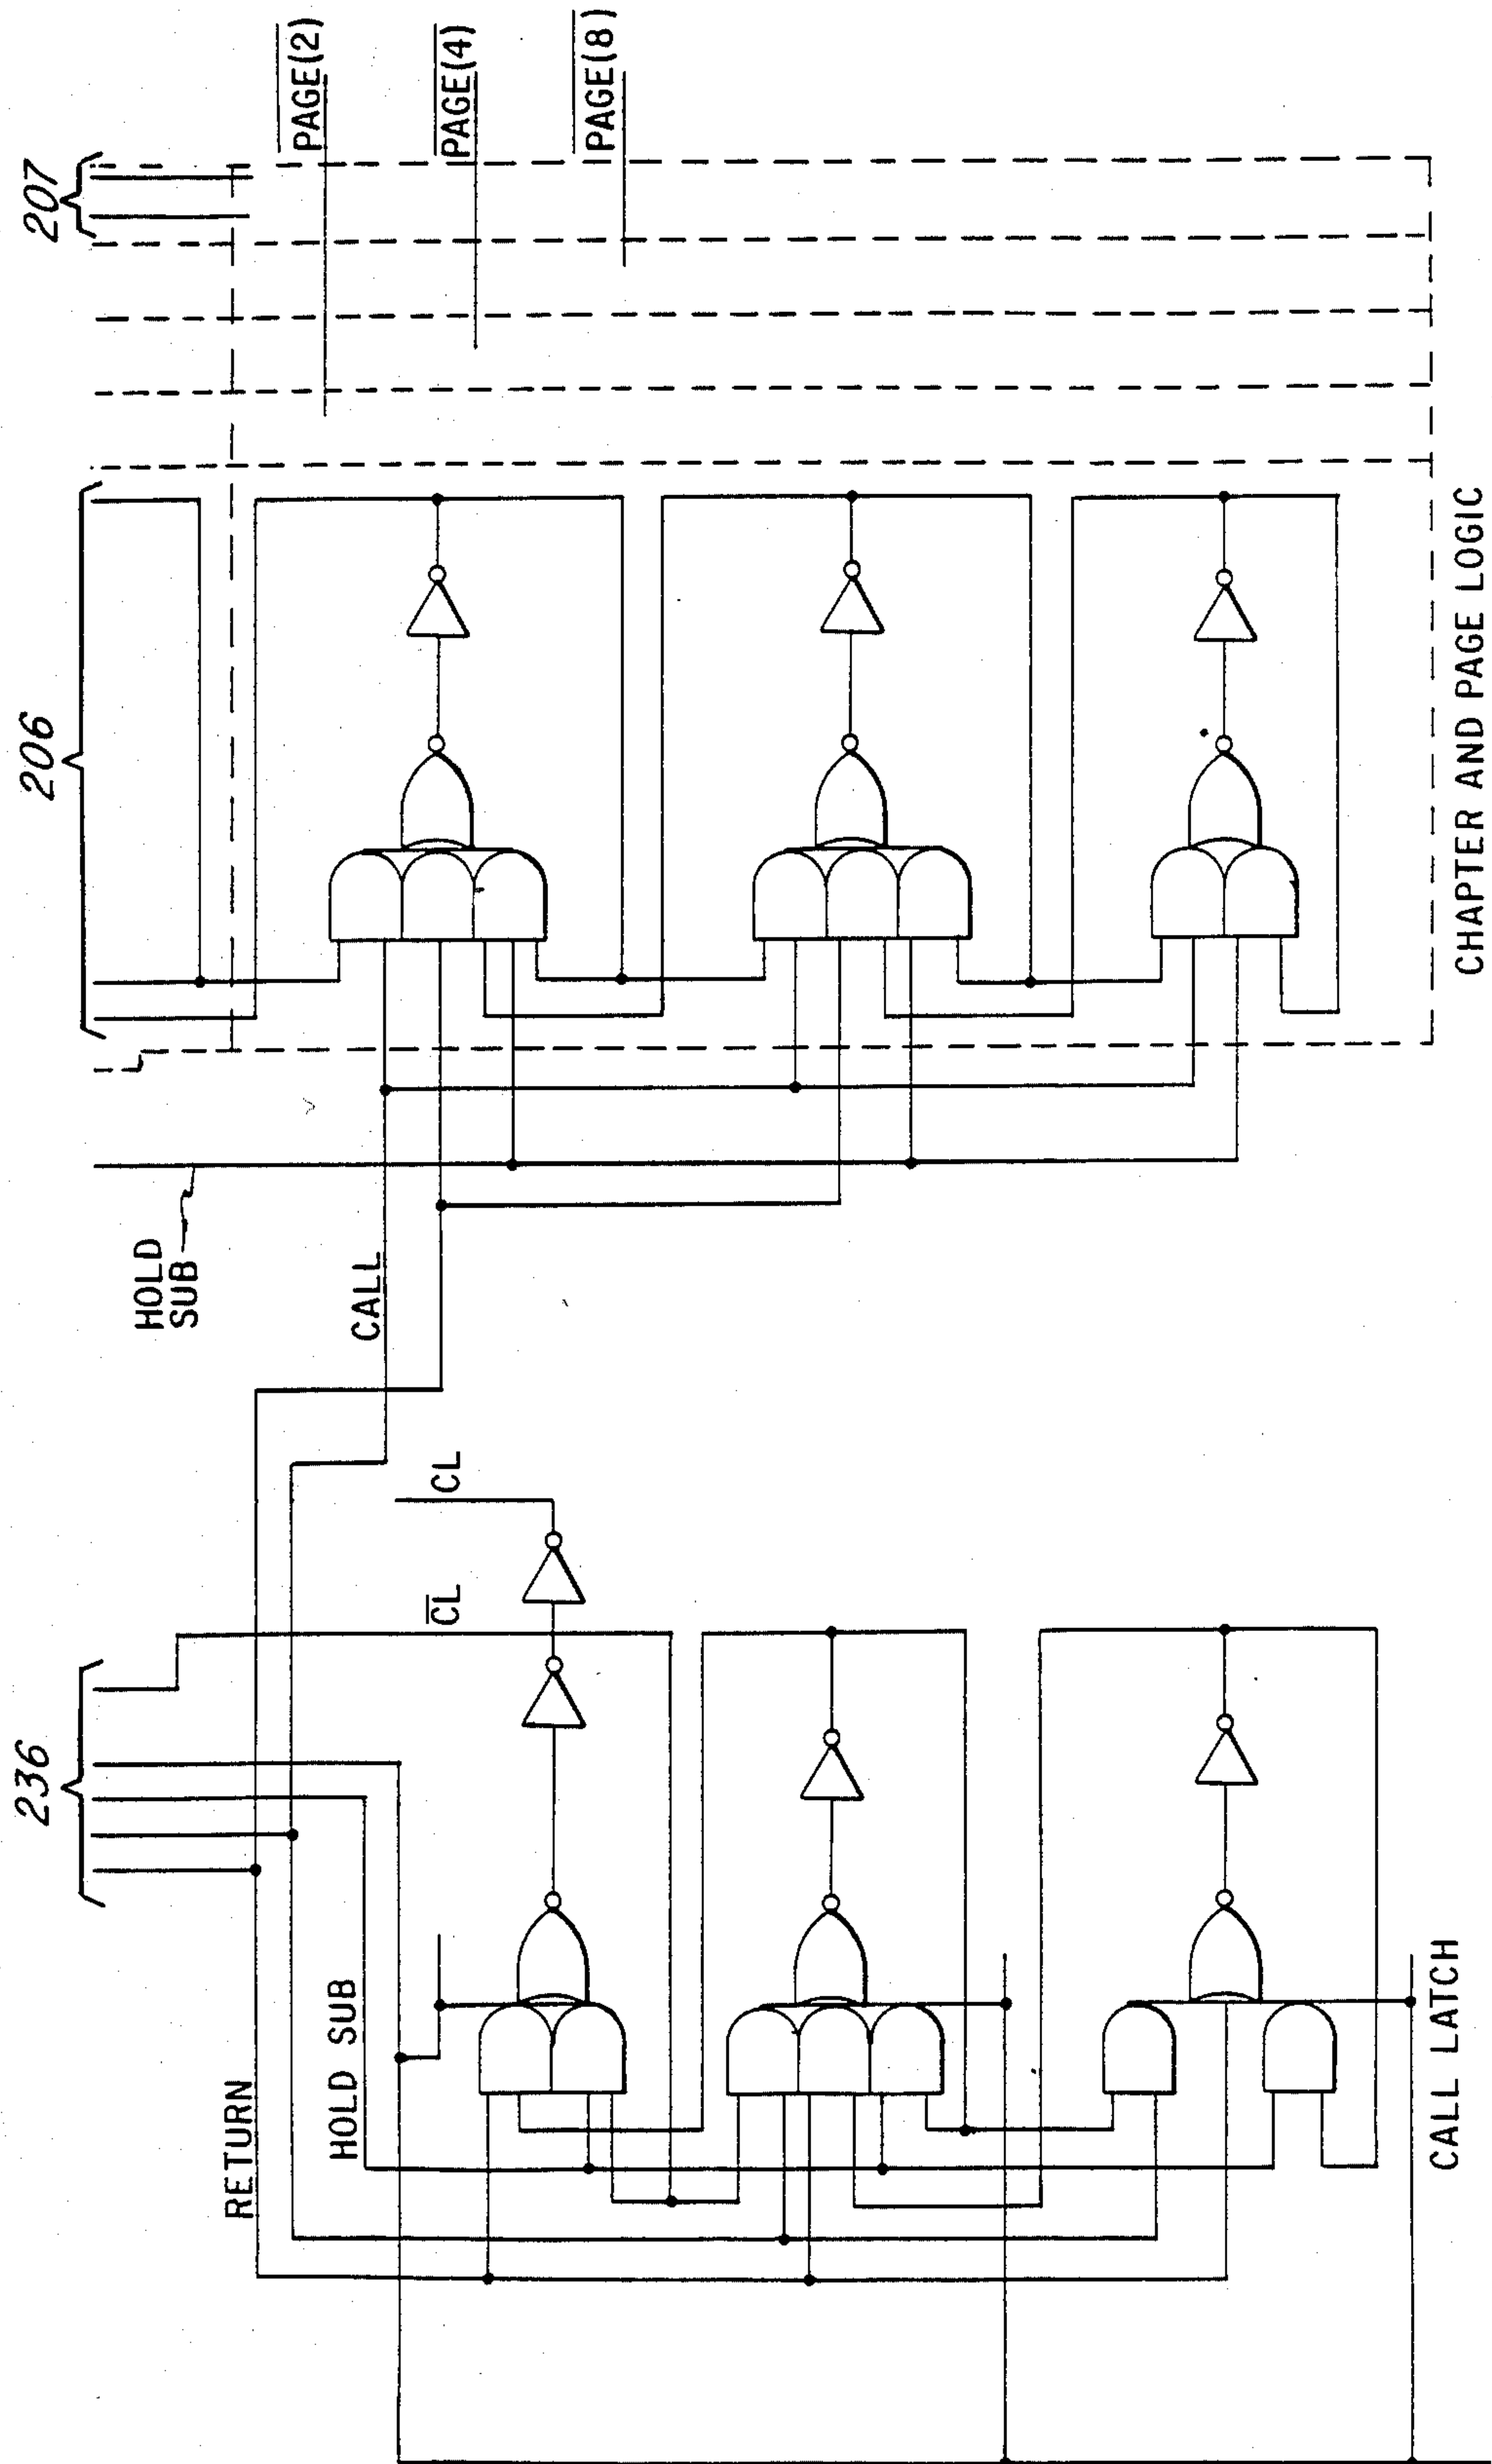 207
PAGE(2)
PAGE(4)
PAGE(8)
206
HOLD
SUB
CALL
CL
CL
236
HOLD SUB
RETURN
CALL LATCH
CHAPTER AND PAGE LOGIC